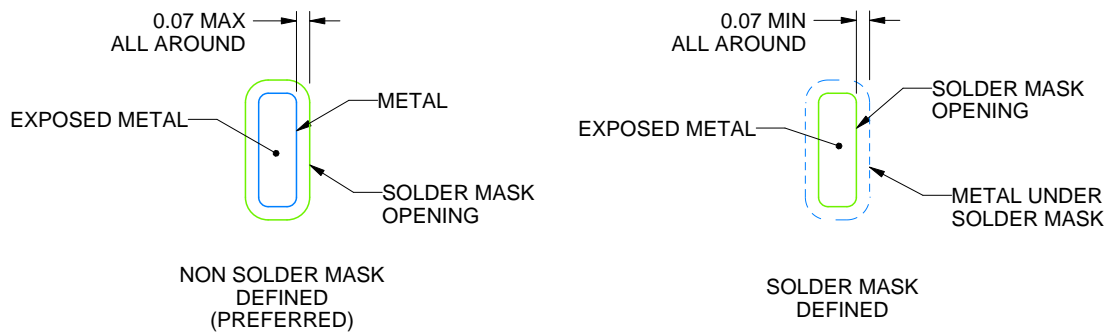 0.07 MAX
ALL AROUND
METAL
EXPOSED METAL
SOLDER MASK
OPENING
NON SOLDER MASK
DEFINED
(PREFERRED)
0.07 MIN
ALL AROUND
SOLDER MASK
OPENING
EXPOSED METAL
METAL UNDER
SOLDER MASK
SOLDER MASK
DEFINED